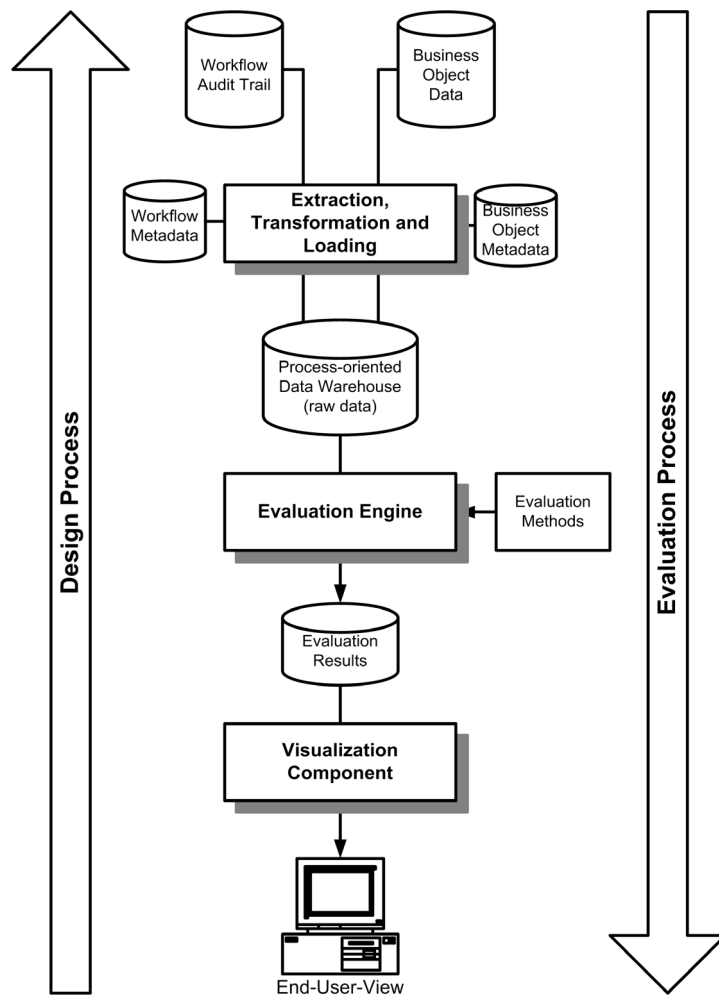 Workflow
Audit Trail
Business
Object
Data
Workflow
Metadata
Extraction,
Transformation and
Loading
Business
Object
Metadata
Process-oriented
Data Warehouse
(raw data)
Design Process
Evaluation Process
Evaluation Engine
Evaluation
Methods
Evaluation
Results
Visualization
Component
End-User-View